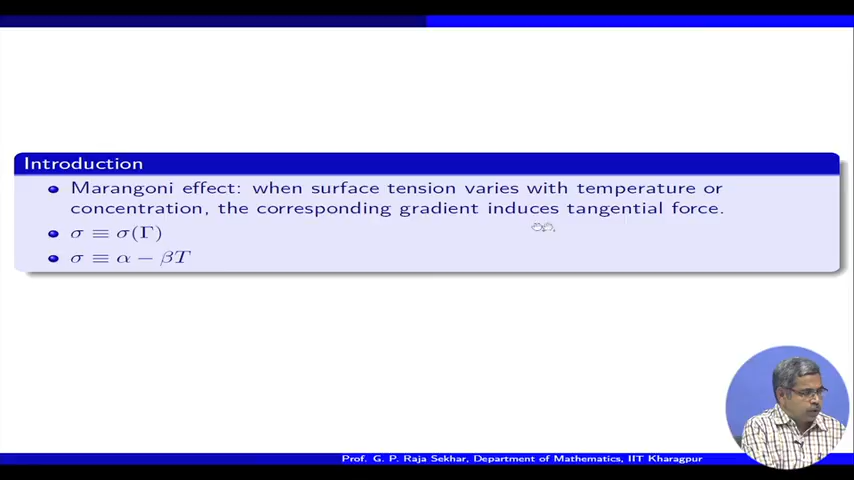 Introduction
Marangoni effect: when surface tension varies with temperature or
concentration, the corresponding gradient induces tangential force.
σ ≡ σ(Γ)
σ ≡ α − βT
Prof. G. P. Raja Sekhar, Department of Mathematics, IIT Kharagpur